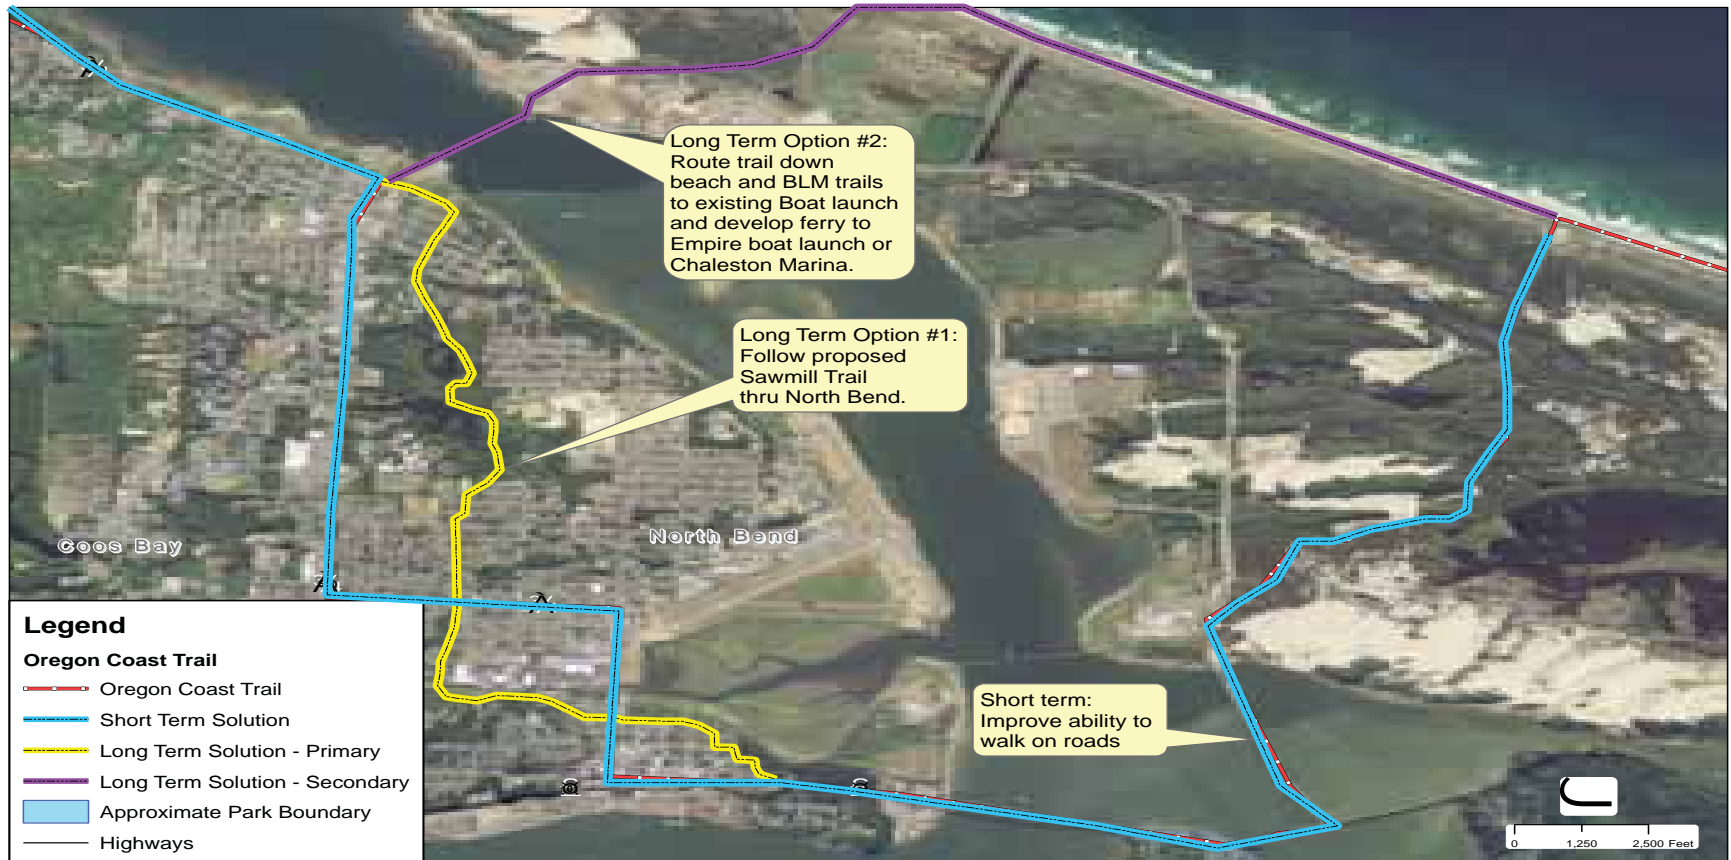 Long Term Option #2:
Route trail down
beach and BLM trails
to existing Boat launch
and develop ferry to
Empire boat launch or
Chaleston Marina.
Long Term Option #1:
Follow proposed
Sawmill Trail
thru North Bend.
Coos Bay
North Bend
Short term:
Improve ability to
walk on roads
Legend
Oregon Coast Trail
Oregon Coast Trail
Short Term Solution
Long Term Solution - Primary
Long Term Solution - Secondary
Approximate Park Boundary
Highways
0 1,250 2,500 Feet